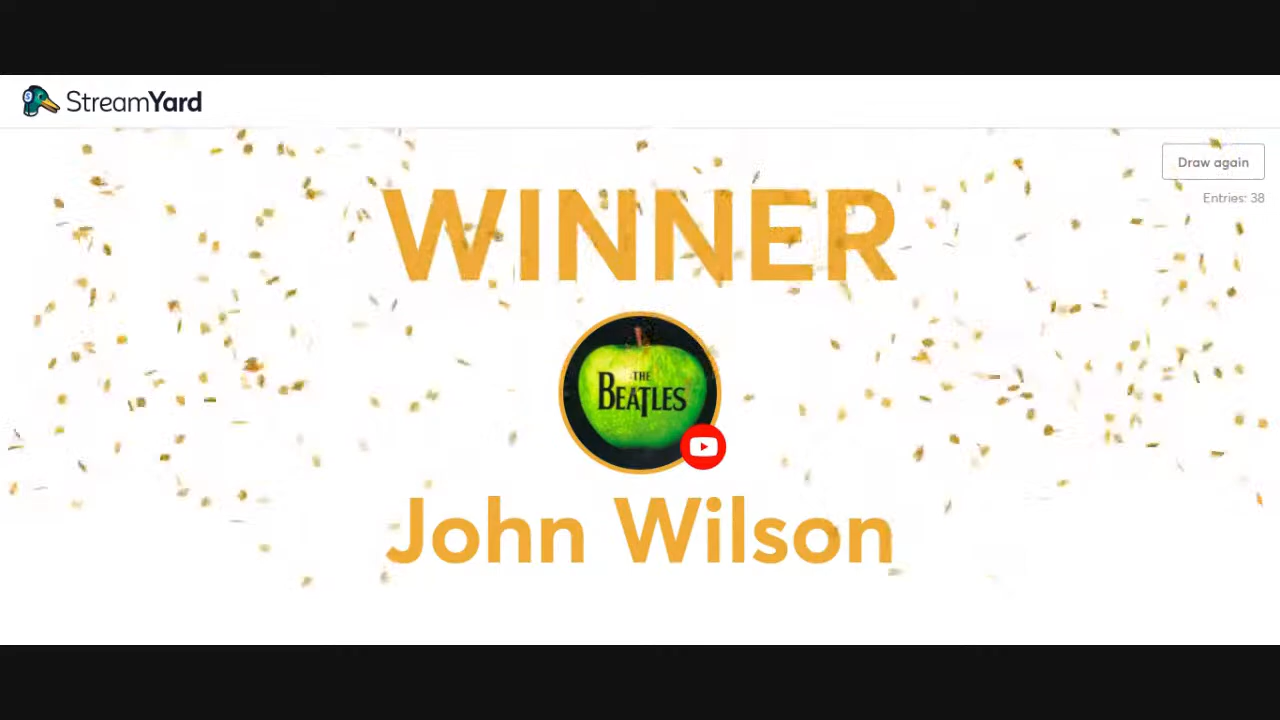 StreamYard
Draw again
Entries: 38
WINNER
THE
BEATLES
John Wilson